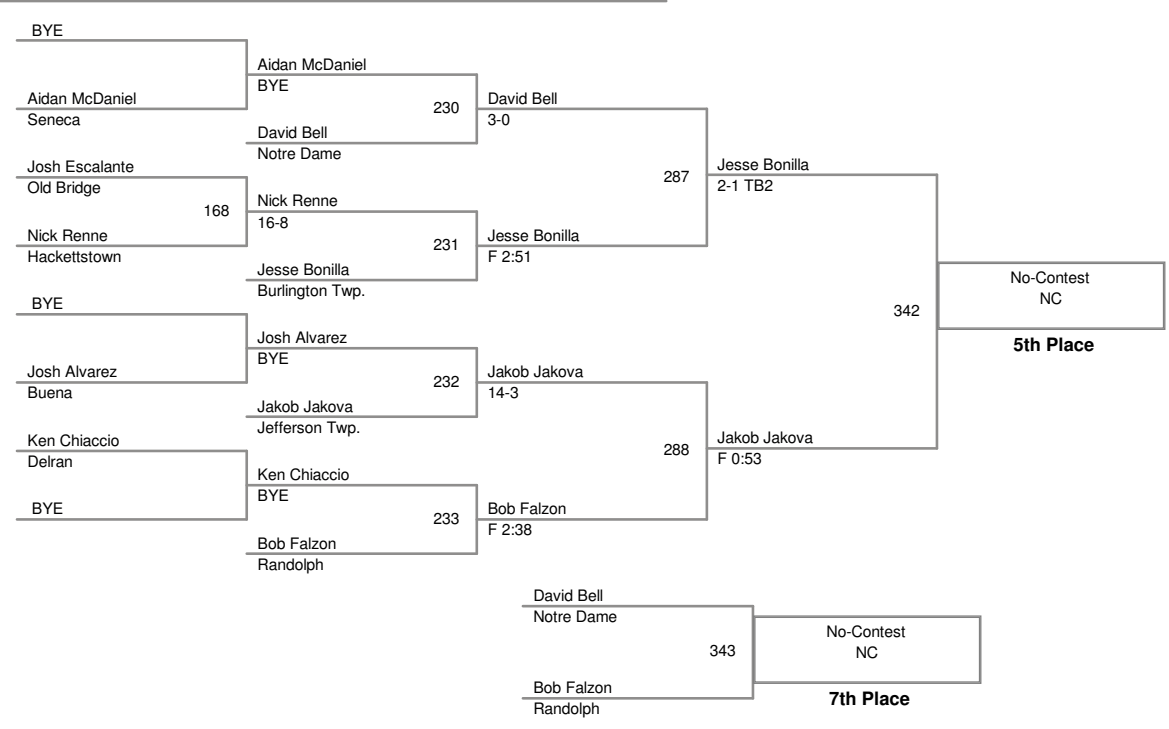 BYE
Aidan McDaniel
BYE
Aidan McDaniel
Seneca
230
David Bell
3-0
David Bell
Notre Dame
Josh Escalante
Old Bridge
287
Jesse Bonilla
2-1 TB2
168
Nick Renne
16-8
Nick Renne
Hackettstown
231
Jesse Bonilla
F 2:51
Jesse Bonilla
Burlington Twp.
No-Contest
NC
BYE
342
5th Place
Josh Alvarez
BYE
Josh Alvarez
Buena
232
Jakob Jakova
14-3
Jakob Jakova
Jefferson Twp.
Ken Chiaccio
Delran
288
Jakob Jakova
F 0:53
Ken Chiaccio
BYE
BYE
233
Bob Falzon
F 2:38
Bob Falzon
Randolph
David Bell
Notre Dame
No-Contest
NC
343
Bob Falzon
Randolph
7th Place